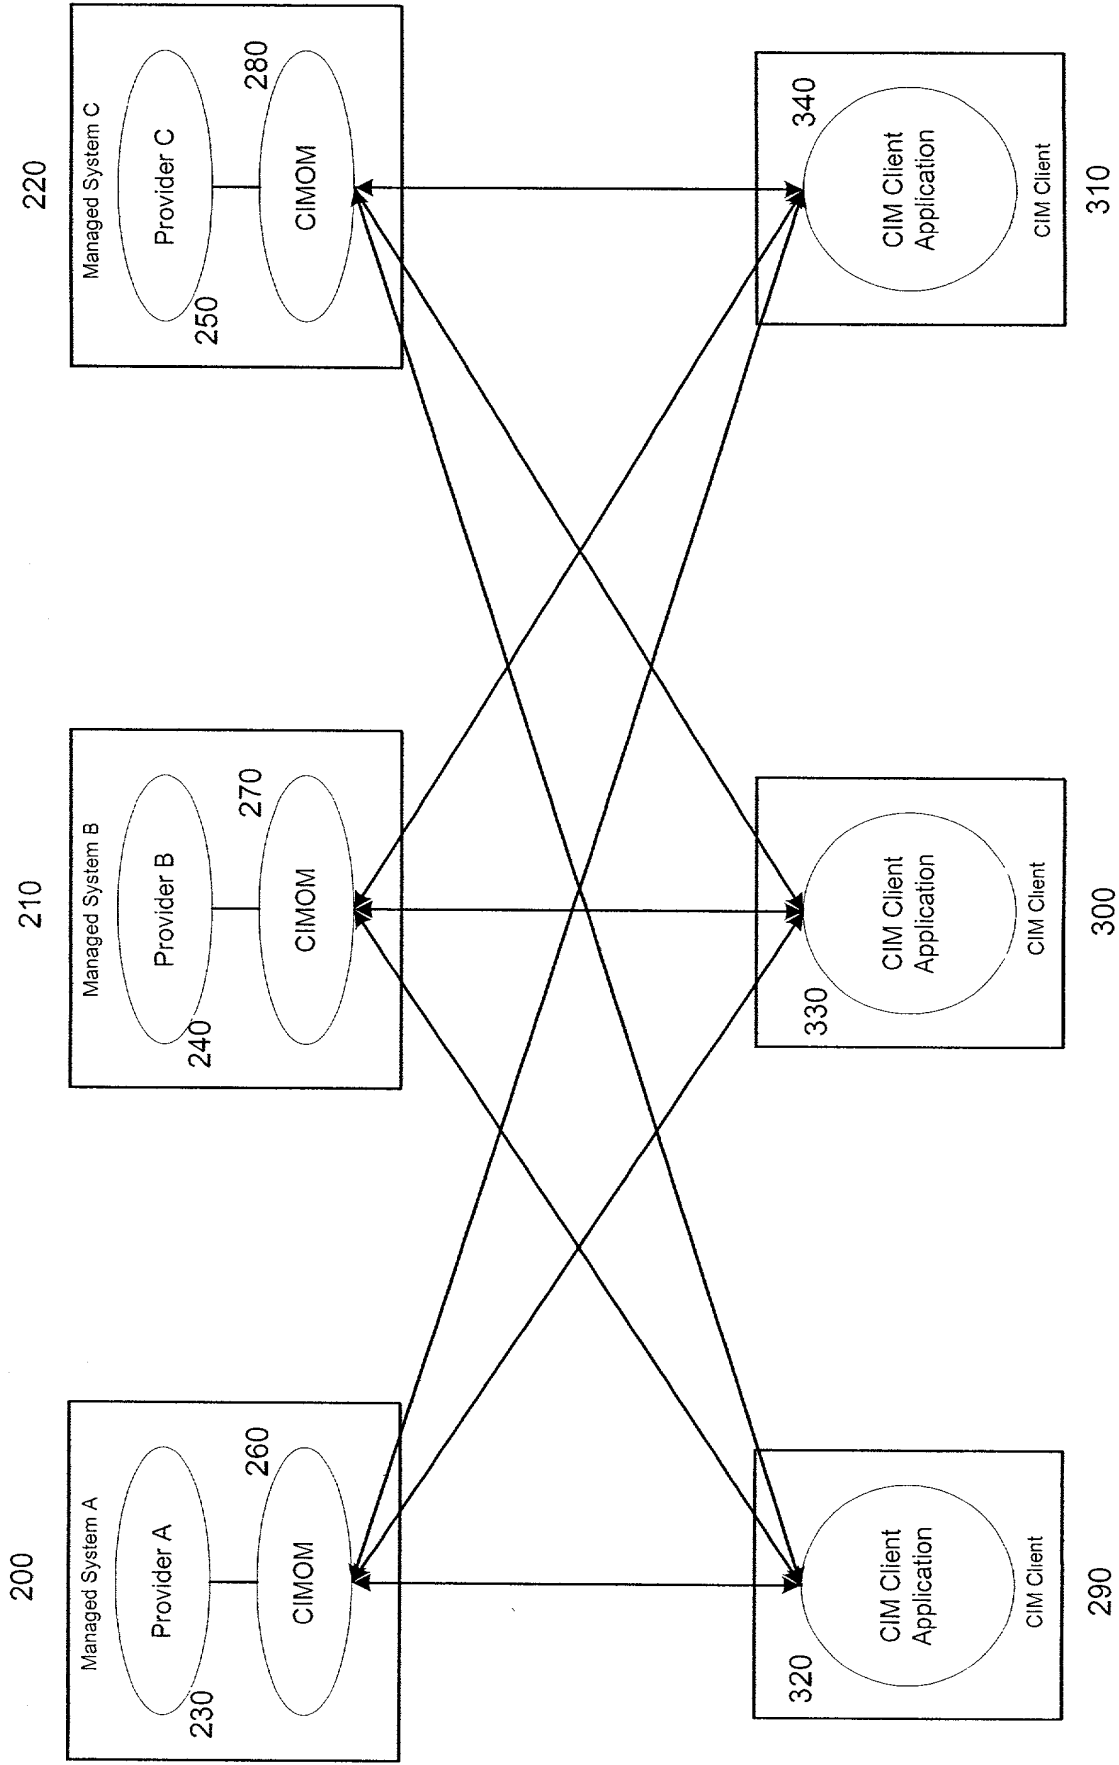 200
210
220
Managed System A
Provider A
230
CIMOM
260
Managed System B
Provider B
240
CIMOM
270
Managed System C
Provider C
250
CIMOM
280
320
CIM Client
Application
CIM Client
290
330
CIM Client
Application
CIM Client
300
340
CIM Client
Application
CIM Client
310